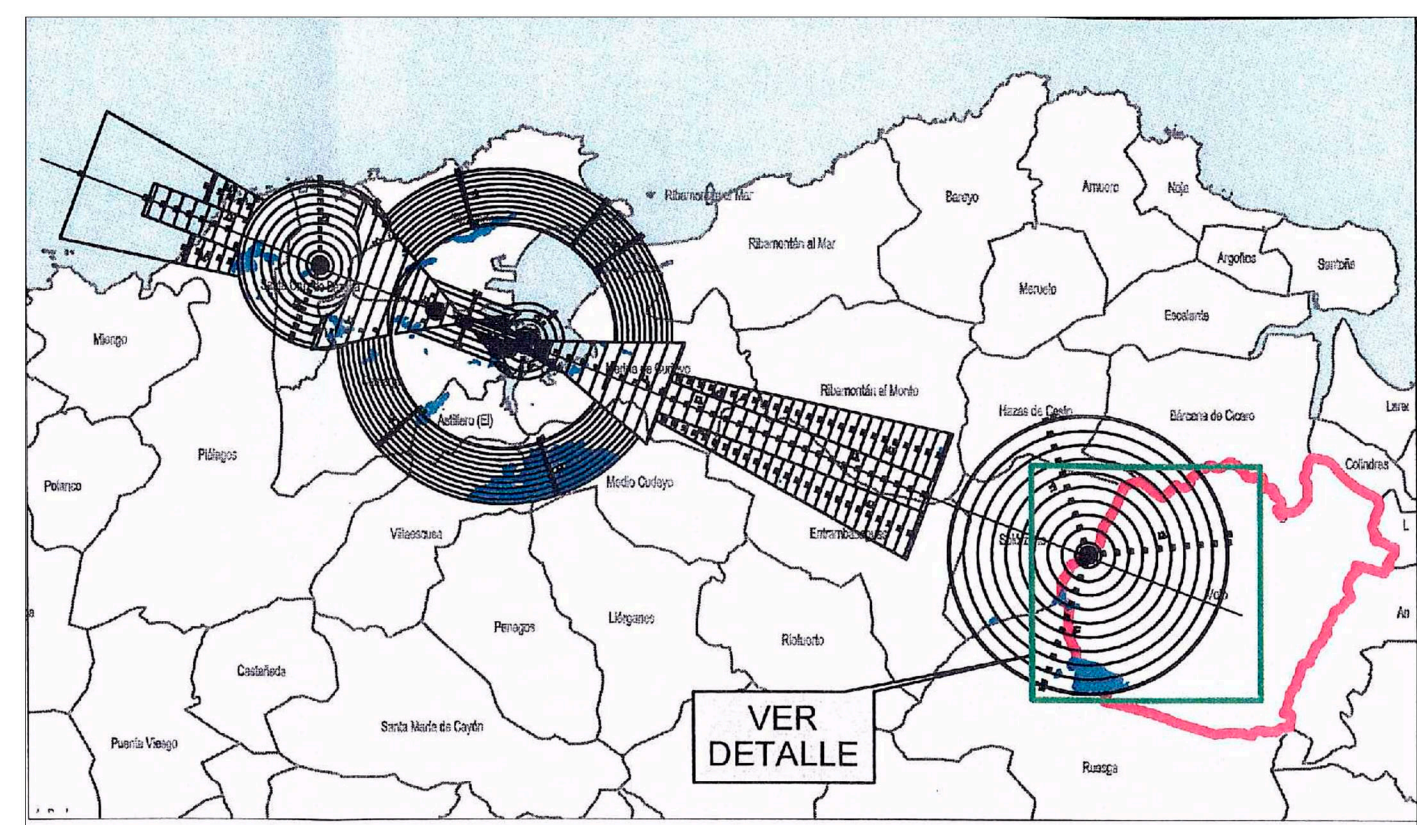 Ribamontán al Mar
Bareyo
Arnuero
Noja
Ribamontán al Mar
Argoños
Santoña
Meruelo
Escalante
Miengo
Ribamontán al Monte
Hazas de Cesto
Bárcena de Cicero
Astillero (El)
Piélagos
Colindres
Polanco
Medio Cudeyo
Villaescusa
Entrambasaguas
Solórzano
Voto
Penagos
Liérganes
Riotuerto
Castañeda
Santa María de Cayón
Puente Viesgo
VER
DETALLE
Ruesga